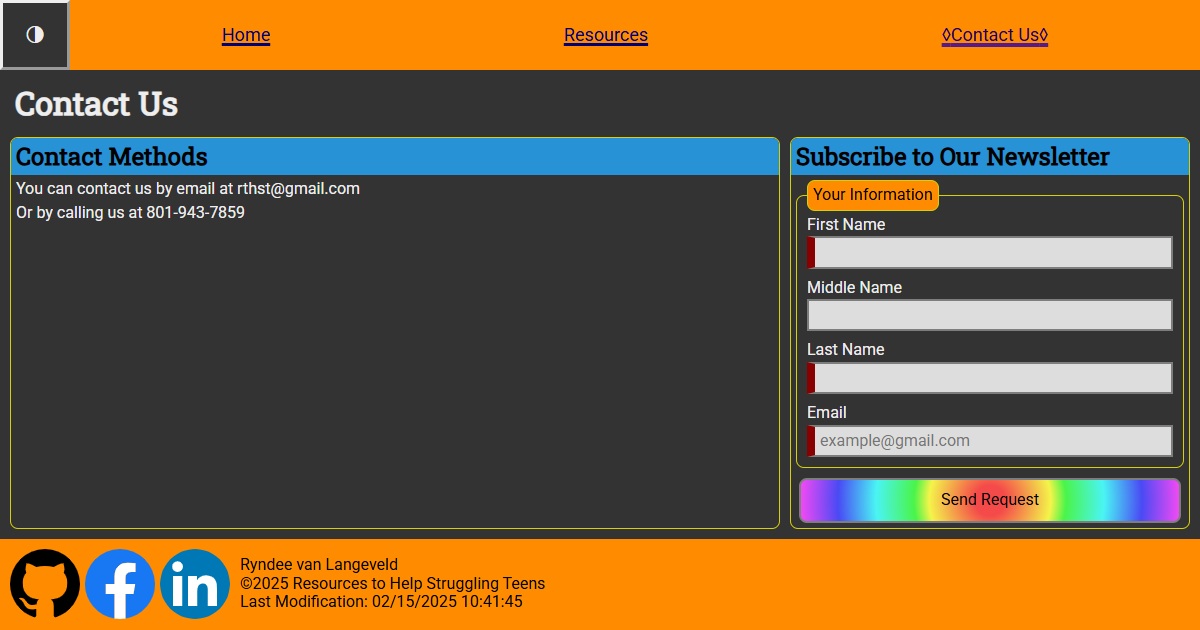 Home
Resources
◊Contact Us◊
Contact Us
Contact Methods
You can contact us by email at rthst@gmail.com
Or by calling us at 801-943-7859
Subscribe to Our Newsletter
Your Information
First Name
Middle Name
Last Name
Email
example@gmail.com
Send Request
in
Ryndee van Langeveld
©2025 Resources to Help Struggling Teens
Last Modification: 02/15/2025 10:41:45